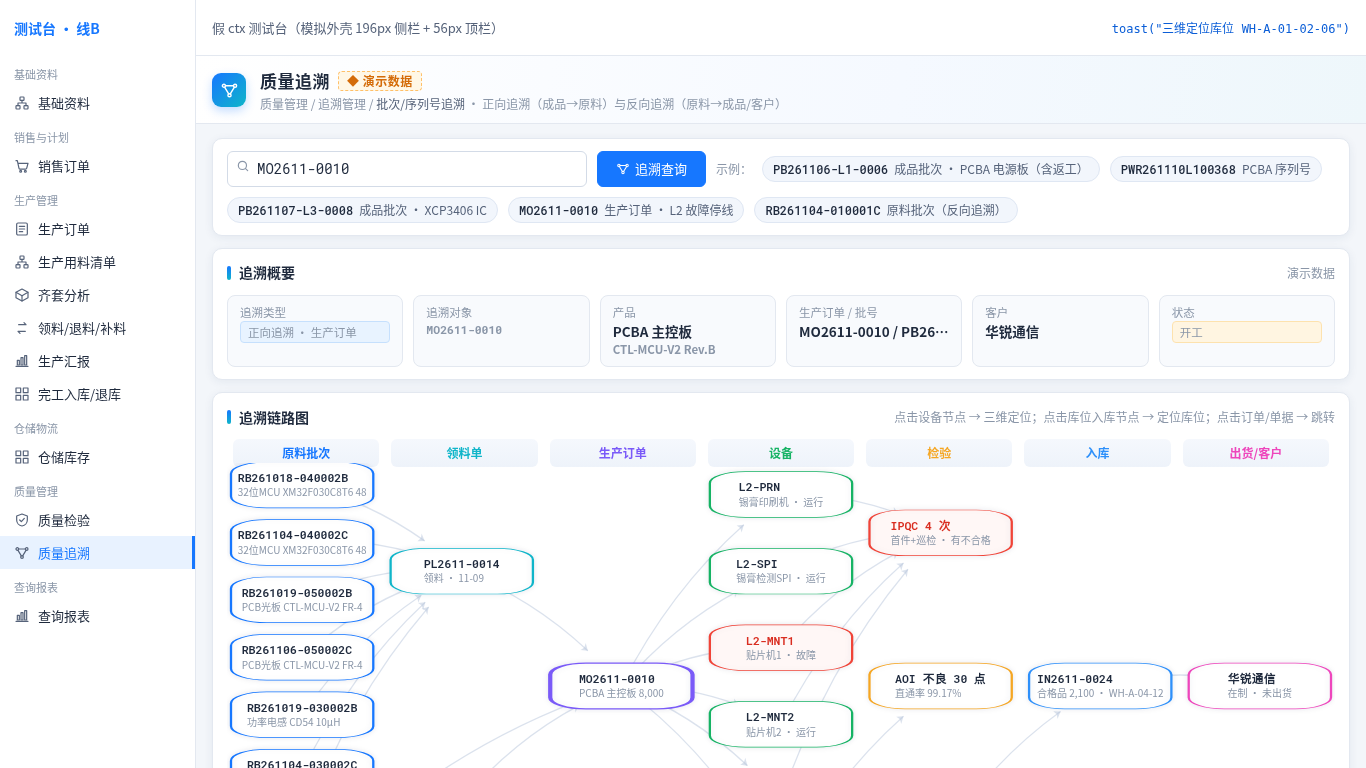 测试台 · 线B
基础资料
基础资料
销售与计划
销售订单
生产管理
生产订单
生产用料清单
齐套分析
领料/退料/补料
生产汇报
完工入库/退库
仓储物流
仓储库存
质量管理
质量检验
质量追溯
查询报表
查询报表
假 ctx 测试台（模拟外壳 196px 侧栏 + 56px 顶栏）
toast("三维定位库位 WH-A-01-02-06")
质量追溯
◆ 演示数据
质量管理 / 追溯管理 / 批次/序列号追溯 · 正向追溯（成品→原料）与反向追溯（原料→成品/客户）
MO2611-0010
追溯查询
示例：
PB261106-L1-0006 成品批次 · PCBA 电源板（含返工）
PWR261110L100368 PCBA 序列号
PB261107-L3-0008 成品批次 · XCP3406 IC
MO2611-0010 生产订单 · L2 故障停线
RB261104-010001C 原料批次（反向追溯）
追溯概要
演示数据
追溯类型
正向追溯 · 生产订单
追溯对象
MO2611-0010
产品
PCBA 主控板
CTL-MCU-V2 Rev.B
生产订单 / 批号
MO2611-0010 / PB26···
客户
华锐通信
状态
开工
追溯链路图
点击设备节点 → 三维定位；点击库位入库节点 → 定位库位；点击订单/单据 → 跳转
原料批次
领料单
生产订单
设备
检验
入库
出货/客户
RB261018-040002B
32位MCU XM32F030C8T6 48
RB261104-040002C
32位MCU XM32F030C8T6 48
RB261019-050002B
PCB光板 CTL-MCU-V2 FR-4
RB261106-050002C
PCB光板 CTL-MCU-V2 FR-4
RB261019-030002B
功率电感 CD54 10μH
RB261104-030002C
PL2611-0014
领料 · 11-09
MO2611-0010
PCBA 主控板 8,000
L2-PRN
锡膏印刷机 · 运行
L2-SPI
锡膏检测SPI · 运行
L2-MNT1
贴片机1 · 故障
L2-MNT2
贴片机2 · 运行
IPQC 4 次
首件+巡检 · 有不合格
AOI 不良 30 点
直通率 99.17%
IN2611-0024
合格品 2,100 · WH-A-04-12
华锐通信
在制 · 未出货